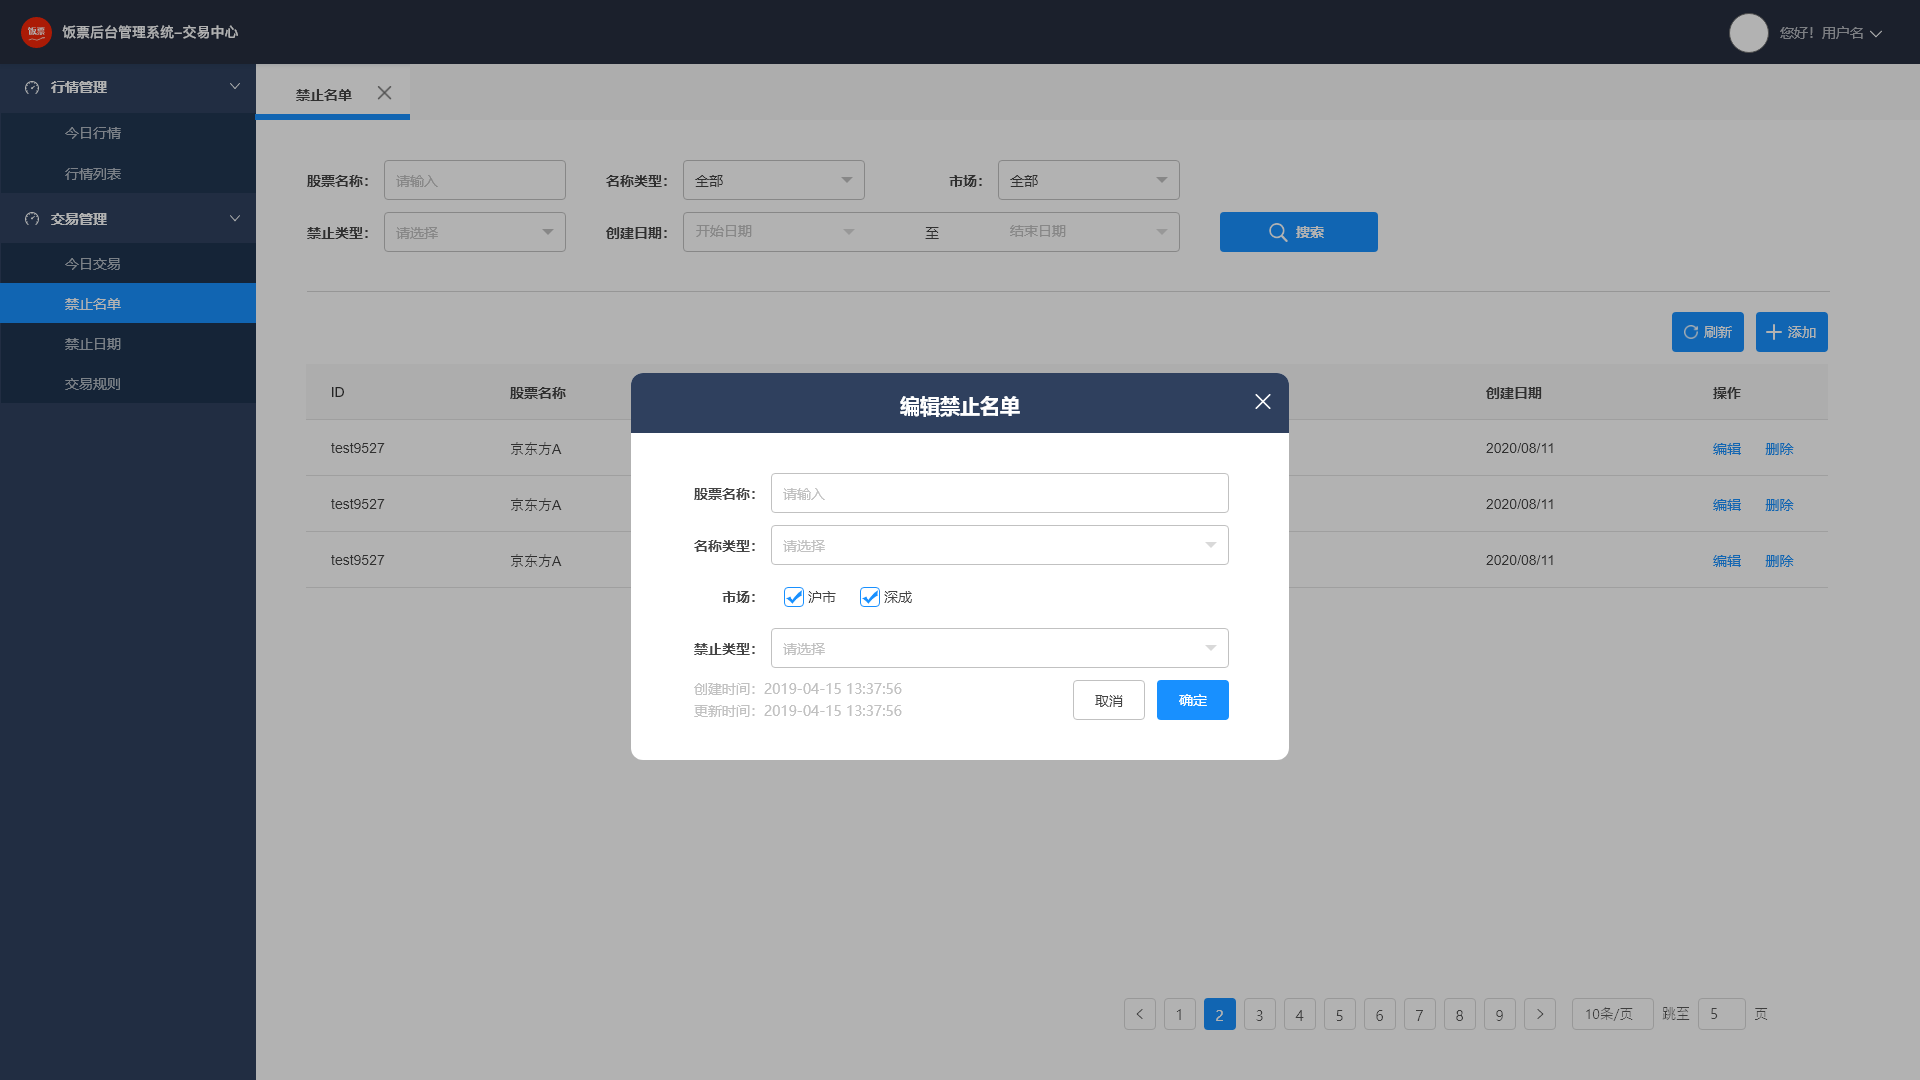 饭票 饭票后台管理系统-交易中心 您好！用户名
行情管理
今日行情
行情列表
交易管理
今日交易
禁止名单
禁止日期
交易规则
禁止名单
股票名称： 请输入 名称类型： 全部 市场： 全部
禁止类型： 请选择 创建日期： 开始日期 至 结束日期 搜索
刷新 添加
ID 股票名称 创建日期 操作
test9527 京东方A 2020/08/11 编辑 删除
test9527 京东方A 2020/08/11 编辑 删除
test9527 京东方A 2020/08/11 编辑 删除
编辑禁止名单
股票名称： 请输入
名称类型： 请选择
市场： 沪市 深成
禁止类型： 请选择
创建时间：2019-04-15 13:37:56
更新时间：2019-04-15 13:37:56
取消 确定
1 2 3 4 5 6 7 8 9 10条/页 跳至 5 页